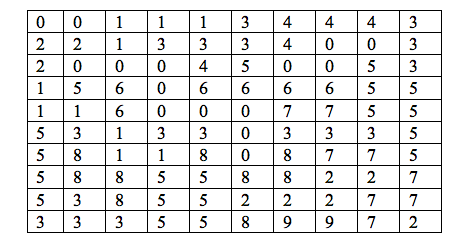 0 0 1 1 1 3 4 4 4 3
2 2 1 3 3 3 4 0 0 3
2 0 0 0 4 5 0 0 5 3
1 5 6 0 6 6 6 6 5 5
1 1 6 0 0 0 7 7 5 5
5 3 1 3 3 0 3 3 3 5
5 8 1 1 8 0 8 7 7 5
5 8 8 5 5 8 8 2 2 7
5 3 8 5 5 2 2 2 7 7
3 3 3 5 5 8 9 9 7 2